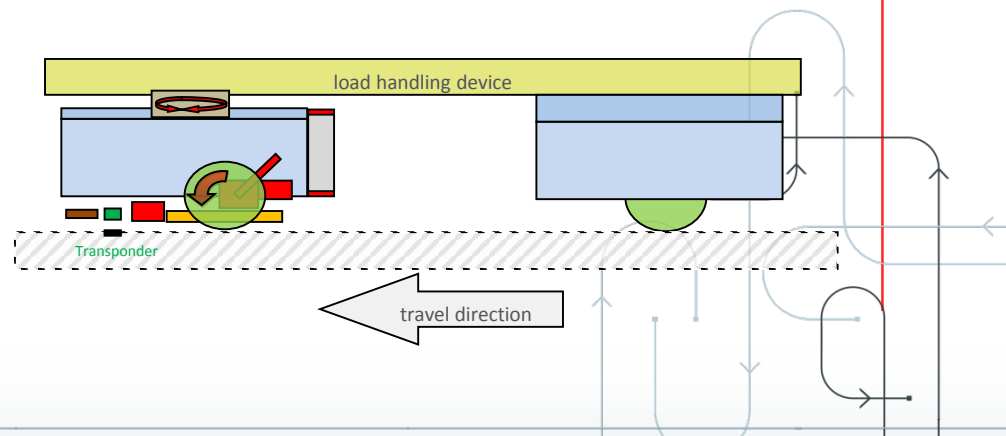 load handling device
Transponder
travel direction